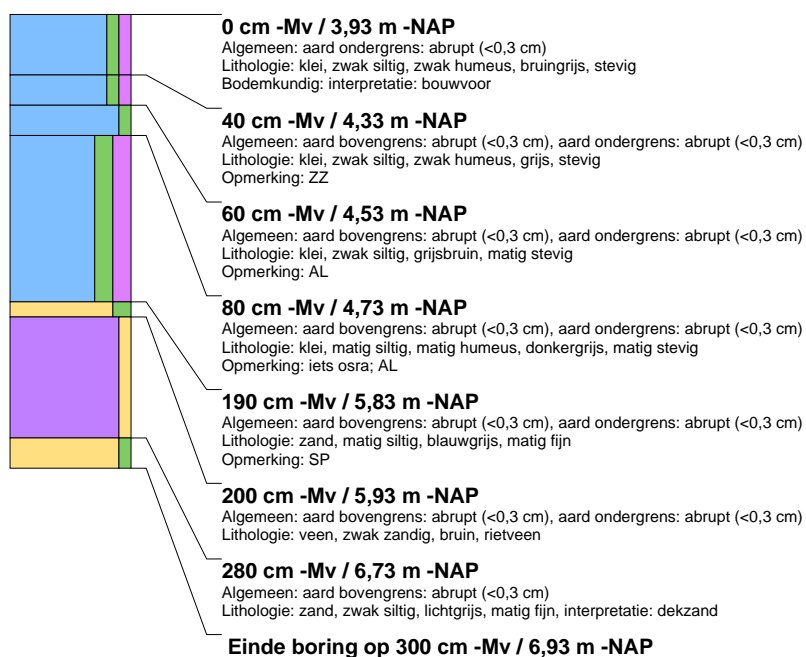 0 cm -Mv / 3,93 m -NAP
Algemeen: aard ondergrens: abrupt (<0,3 cm)
Lithologie: klei, zwak siltig, zwak humeus, bruingrijs, stevig
Bodemkundig: interpretatie: bouwvoor
40 cm -Mv / 4,33 m -NAP
Algemeen: aard bovengrens: abrupt (<0,3 cm), aard ondergrens: abrupt (<0,3 cm)
Lithologie: klei, zwak siltig, zwak humeus, grijs, stevig
Opmerking: ZZ
60 cm -Mv / 4,53 m -NAP
Algemeen: aard bovengrens: abrupt (<0,3 cm), aard ondergrens: abrupt (<0,3 cm)
Lithologie: klei, zwak siltig, grijsbruin, matig stevig
Opmerking: AL
80 cm -Mv / 4,73 m -NAP
Algemeen: aard bovengrens: abrupt (<0,3 cm), aard ondergrens: abrupt (<0,3 cm)
Lithologie: klei, matig siltig, matig humeus, donkergrijs, matig stevig
Opmerking: iets osra; AL
190 cm -Mv / 5,83 m -NAP
Algemeen: aard bovengrens: abrupt (<0,3 cm), aard ondergrens: abrupt (<0,3 cm)
Lithologie: zand, matig siltig, blauwgrijs, matig fijn
Opmerking: SP
200 cm -Mv / 5,93 m -NAP
Algemeen: aard bovengrens: abrupt (<0,3 cm), aard ondergrens: abrupt (<0,3 cm)
Lithologie: veen, zwak zandig, bruin, rietveen
280 cm -Mv / 6,73 m -NAP
Algemeen: aard bovengrens: abrupt (<0,3 cm)
Lithologie: zand, zwak siltig, lichtgrijs, matig fijn, interpretatie: dekzand
Einde boring op 300 cm -Mv / 6,93 m -NAP